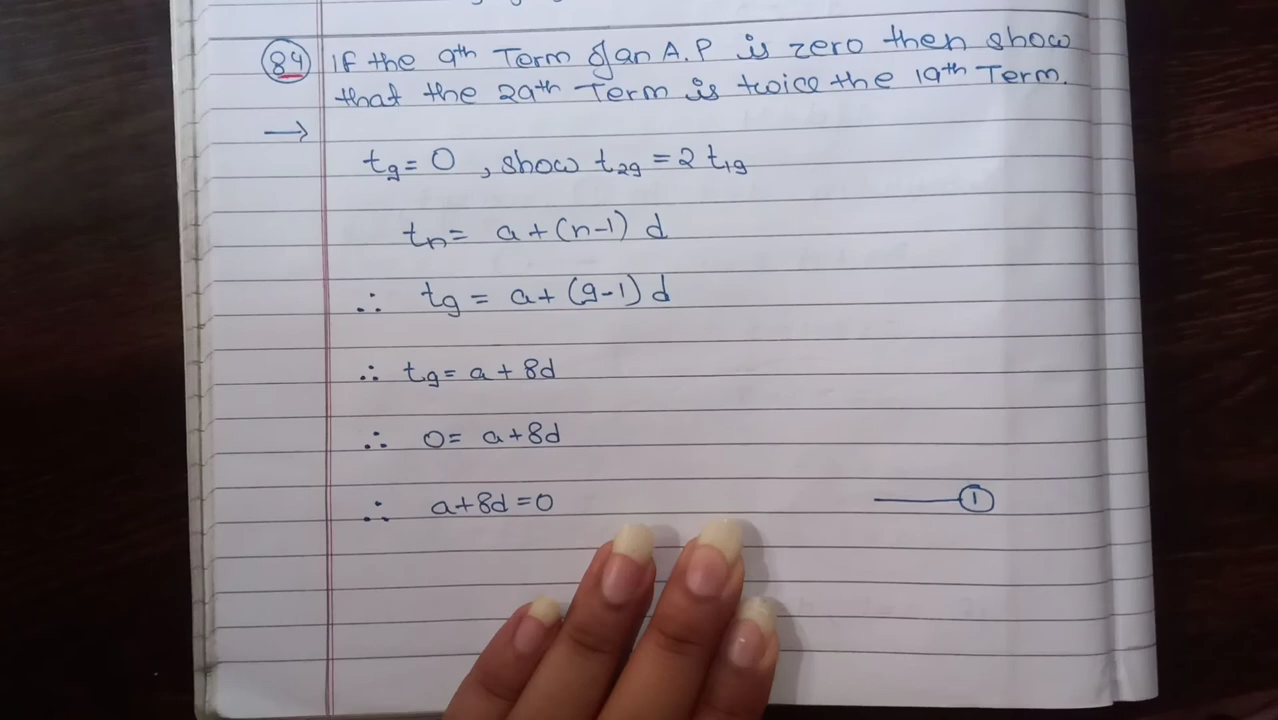 84 If the 9th Term of an A.P is zero then show
that the 29th Term is twice the 19th Term.
→
t₉ = 0 , show t₂₉ = 2 t₁₉
tₙ = a + (n-1) d
∴ t₉ = a + (9-1) d
∴ t₉ = a + 8d
∴ 0 = a + 8d
∴ a + 8d = 0 —— ①